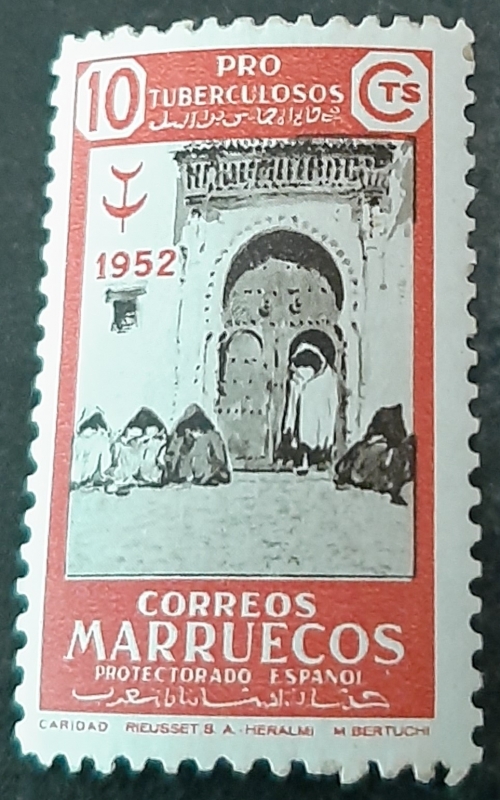 10
PRO
TUBERCULOSOS
CTS
1952
CORREOS
MARRUECOS
PROTECTORADO ESPAÑOL
CARIDAD RIEUSSET S. A.-HERALMI M BERTUCHI